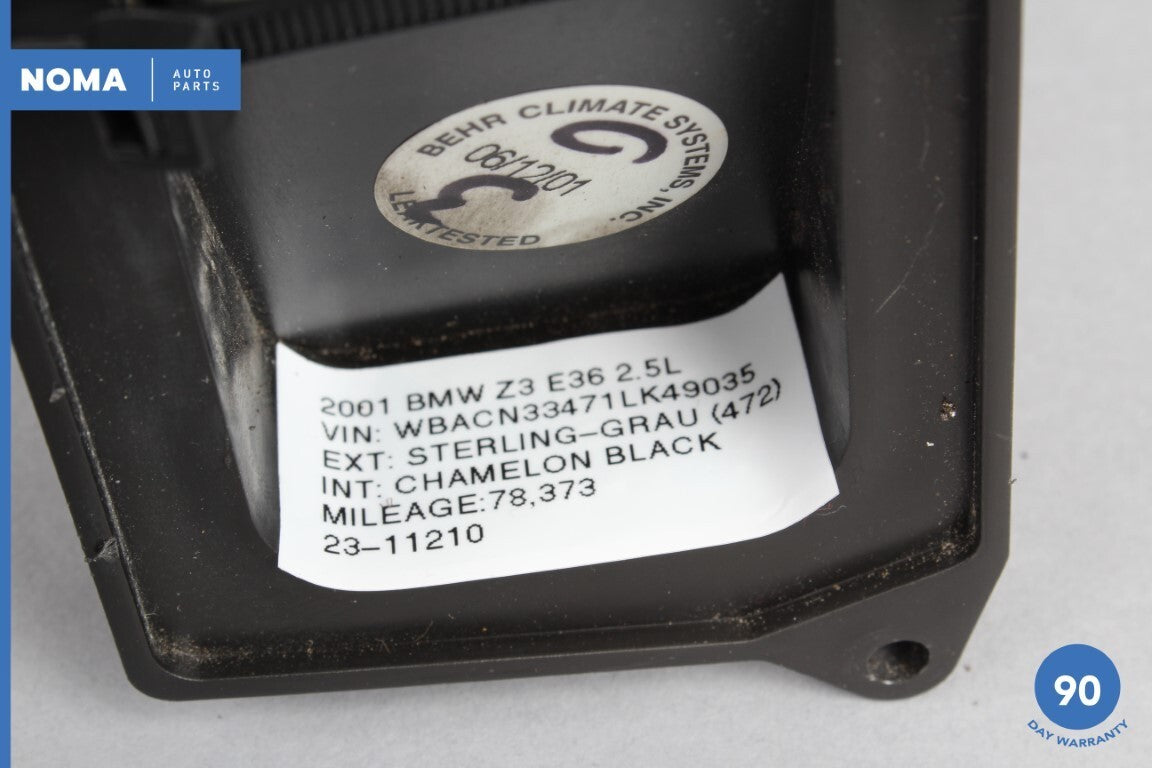 NOMA AUTO
PARTS
BEHR CLIMATE SYSTEMS, INC.
G
06/12/01
3
LEAKTESTED
2001 BMW Z3 E36 2.5L
VIN: WBACN33471LK49035
EXT: STERLING-GRAU (472)
INT: CHAMELON BLACK
MILEAGE:78,373
23-11210
90
DAY WARRANTY